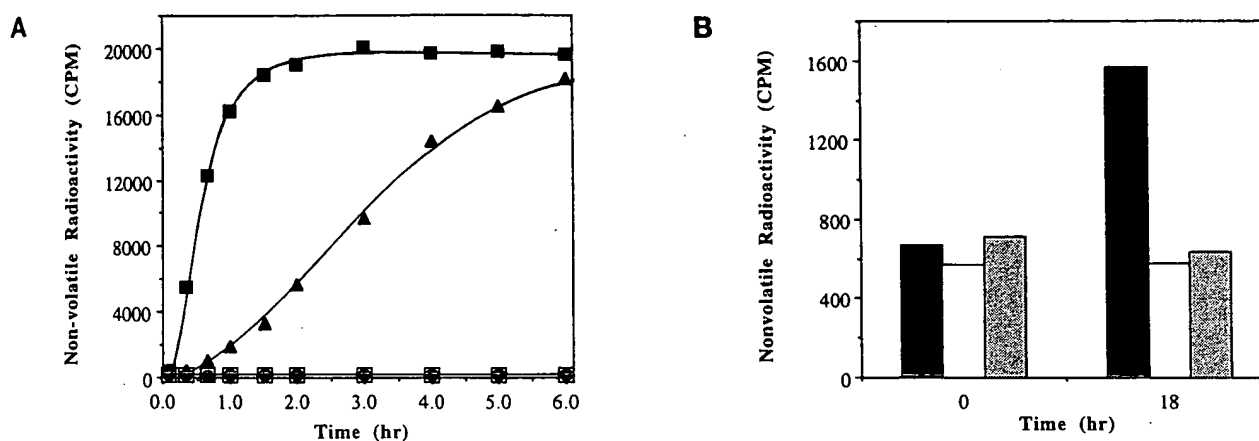 A
Non-volatile Radioactivity (CPM)
20000
16000
12000
8000
4000
0
0.0 1.0 2.0 3.0 4.0 5.0 6.0
Time (hr)
B
Nonvolatile Radioactivity (CPM)
1600
1200
800
400
0
0 18
Time (hr)